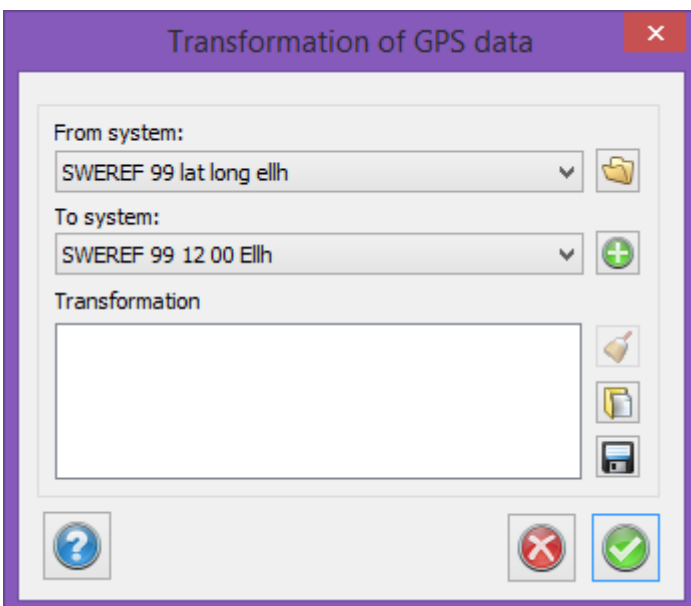 Transformation of GPS data
From system:
SWEREF 99 lat long ellh
To system:
SWEREF 99 12 00 Ellh
Transformation